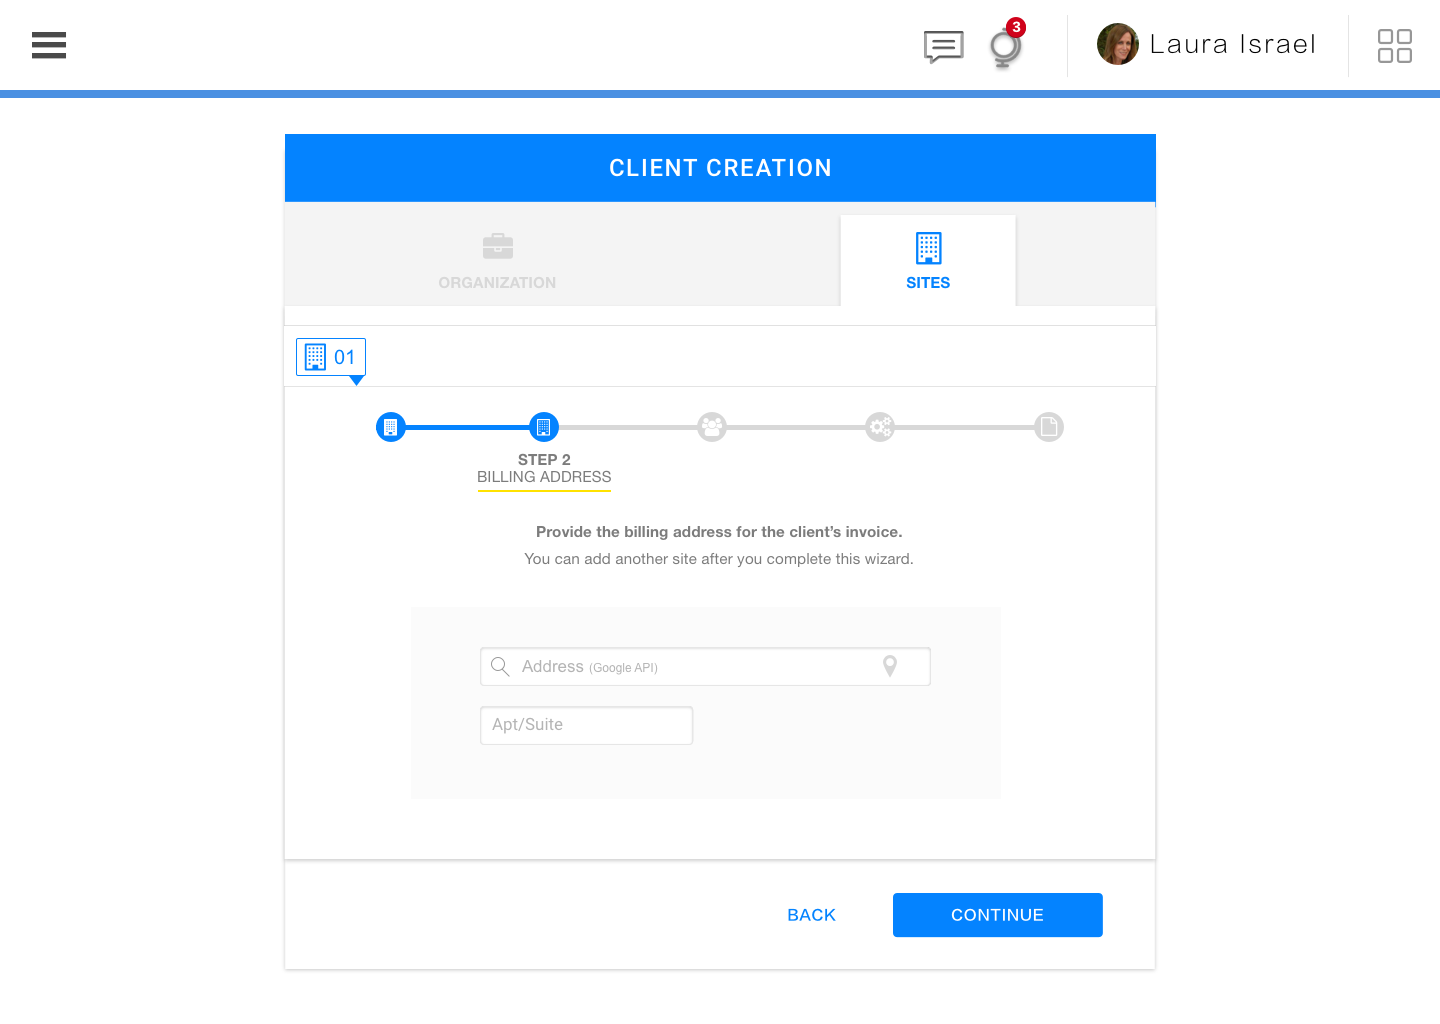 3
Laura Israel
CLIENT CREATION
ORGANIZATION
SITES
01
STEP 2
BILLING ADDRESS
Provide the billing address for the client’s invoice.
You can add another site after you complete this wizard.
Address (Google API)
Apt/Suite
BACK
CONTINUE